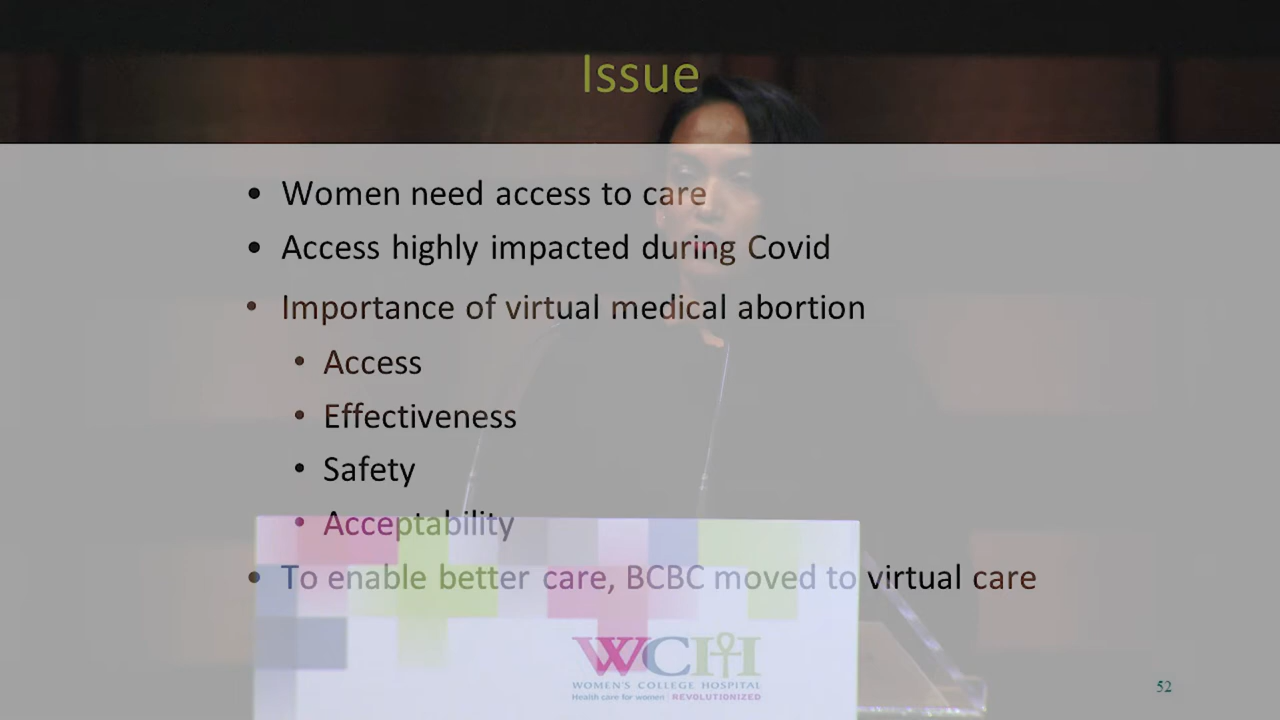 Issue
• Women need access to care
• Access highly impacted during Covid
• Importance of virtual medical abortion
• Access
• Effectiveness
• Safety
• Acceptability
• To enable better care, BCBC moved to virtual care
WCH
WOMEN'S COLLEGE HOSPITAL
Health care for women | REVOLUTIONIZED
52